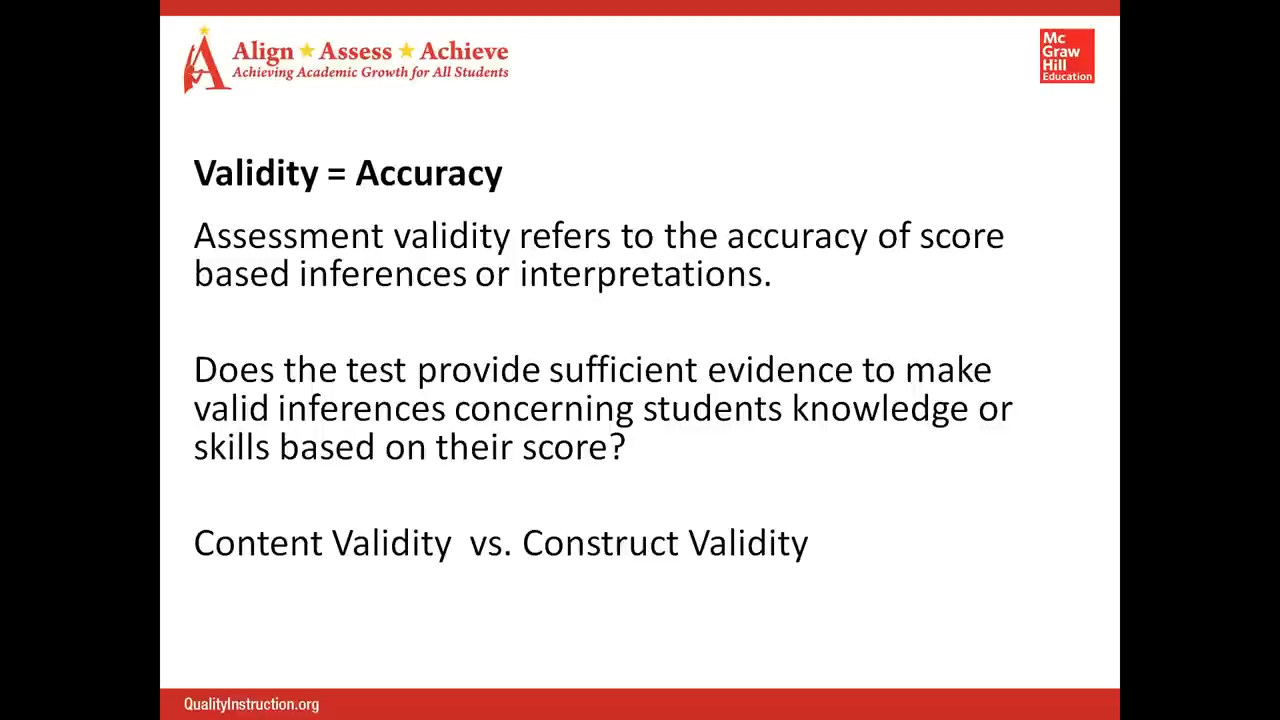 Align ★ Assess ★ Achieve
Achieving Academic Growth for All Students
Mc
Graw
Hill
Education
Validity = Accuracy
Assessment validity refers to the accuracy of score
based inferences or interpretations.
Does the test provide sufficient evidence to make
valid inferences concerning students knowledge or
skills based on their score?
Content Validity  vs. Construct Validity
QualityInstruction.org